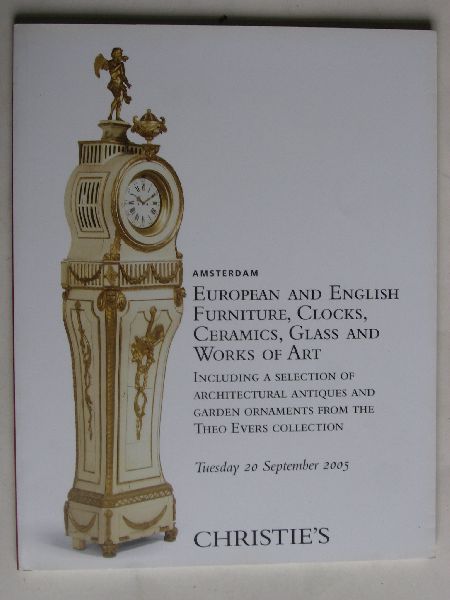 AMSTERDAM
EUROPEAN AND ENGLISH
FURNITURE, CLOCKS,
CERAMICS, GLASS AND
WORKS OF ART
INCLUDING A SELECTION OF
ARCHITECTURAL ANTIQUES AND
GARDEN ORNAMENTS FROM THE
THEO EVERS COLLECTION
Tuesday 20 September 2005
CHRISTIE'S